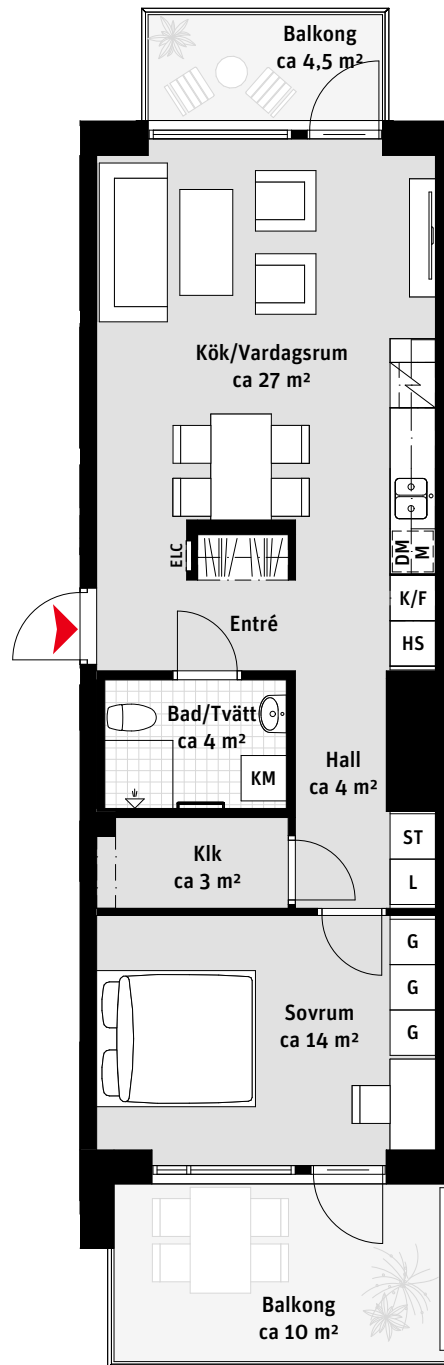 Balkong
ca 4,5 m²
Kök/Vardagsrum
ca 27 m²
ELC
DM
M
K/F
Entré
HS
Bad/Tvätt
ca 4 m²
KM
Hall
ca 4 m²
ST
Klk
ca 3 m²
L
G
G
G
Sovrum
ca 14 m²
Balkong
ca 10 m²